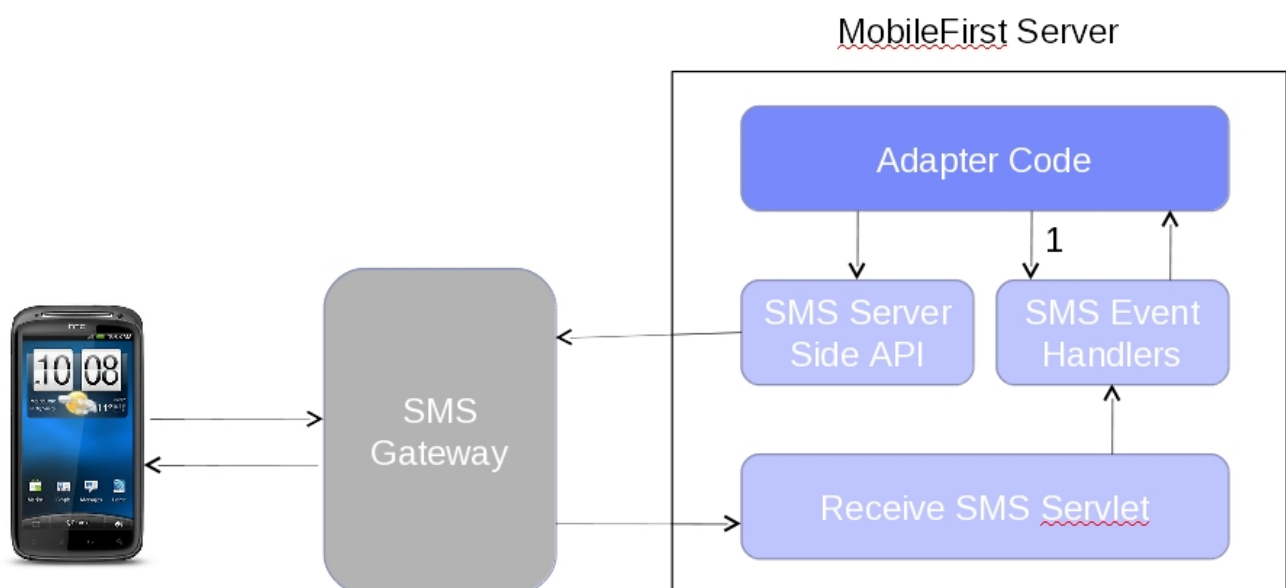 MobileFirst Server
Adapter Code
1
SMS Server
Side API
SMS Event
Handlers
SMS
Gateway
Receive SMS Servlet
htc
10 08